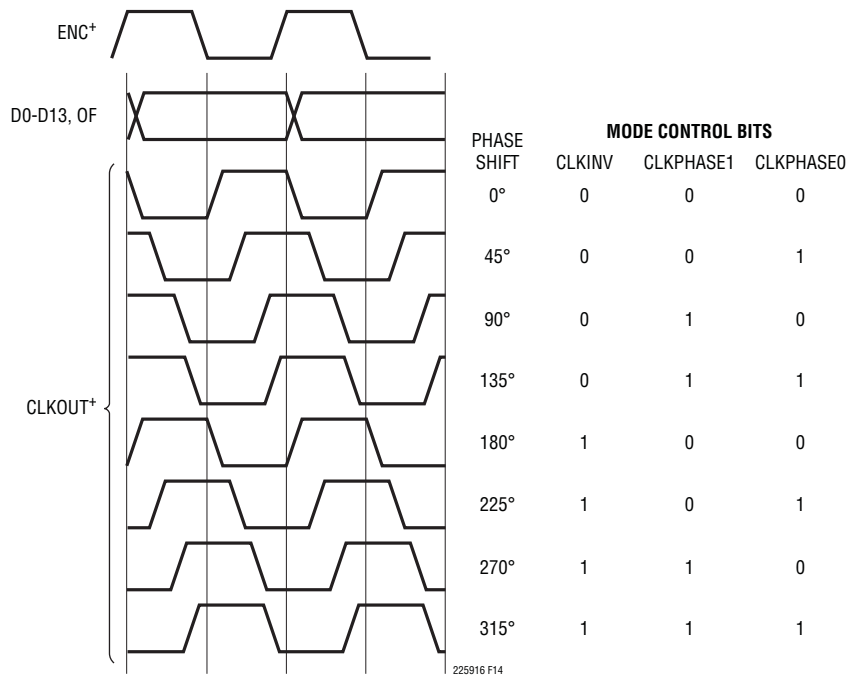 ENC+
D0-D13, OF
CLKOUT+
MODE CONTROL BITS
PHASE SHIFT CLKINV CLKPHASE1 CLKPHASE0
0° 0 0 0
45° 0 0 1
90° 0 1 0
135° 0 1 1
180° 1 0 0
225° 1 0 1
270° 1 1 0
315° 1 1 1
225916 F14